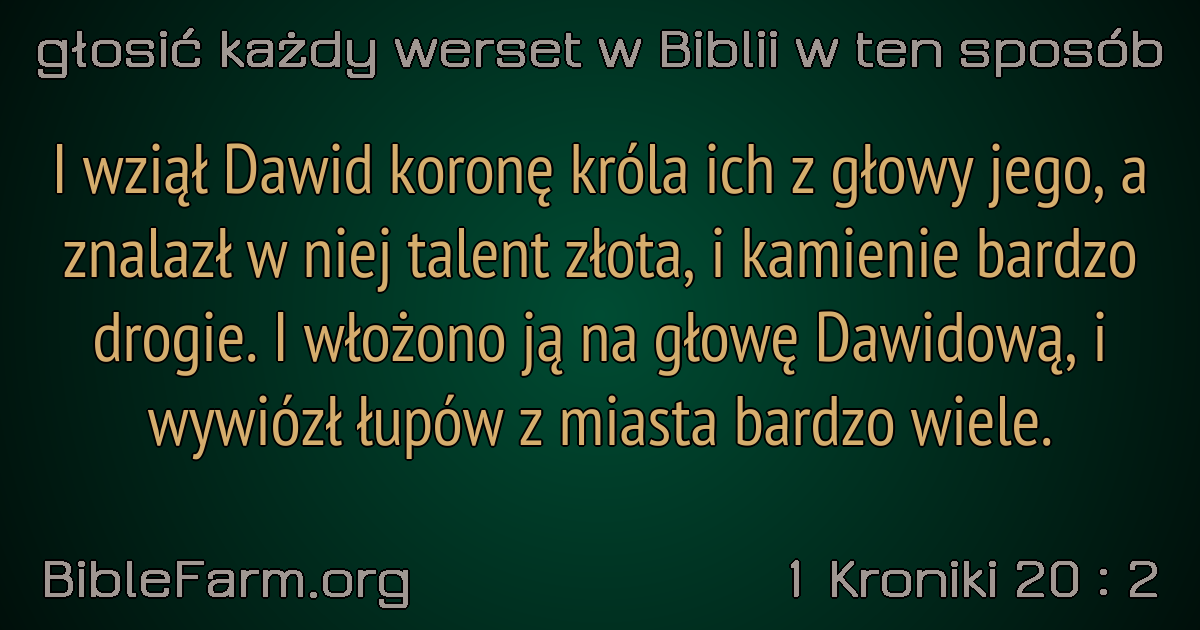 głosić każdy werset w Biblii w ten sposób
I wziął Dawid koronę króla ich z głowy jego, a
znalazł w niej talent złota, i kamienie bardzo
drogie. I włożono ją na głowę Dawidową, i
wywiózł łupów z miasta bardzo wiele.
BibleFarm.org
1 Kroniki 20 : 2